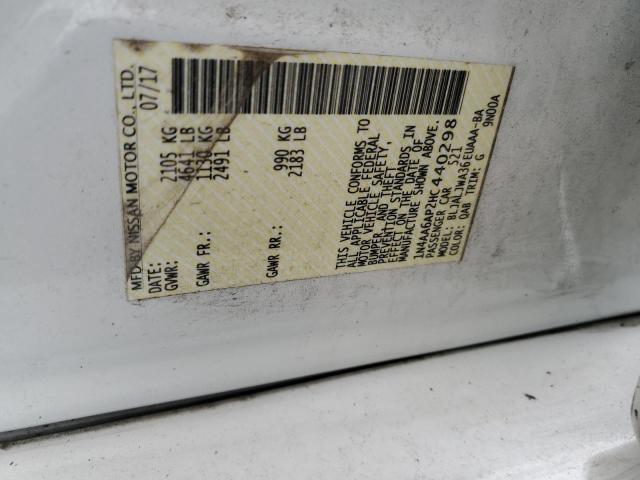 MFD BY NISSAN MOTOR CO., LTD.
DATE: 07/17
GVWR: 2105 KG
4641 LB
GAWR FR.: 1130 KG
2491 LB
GAWR RR.: 990 KG
2183 LB
THIS VEHICLE CONFORMS TO
ALL APPLICABLE FEDERAL
MOTOR VEHICLE SAFETY,
BUMPER, AND THEFT
PREVENTION STANDARDS IN
EFFECT ON THE DATE OF
MANUFACTURE SHOWN ABOVE.
1N4AA6AP2HC440298
PASSENGER CAR 521
MODEL: BLJALJWA36EUAAA-BA
COLOR: QAB TRIM: G 9N00A